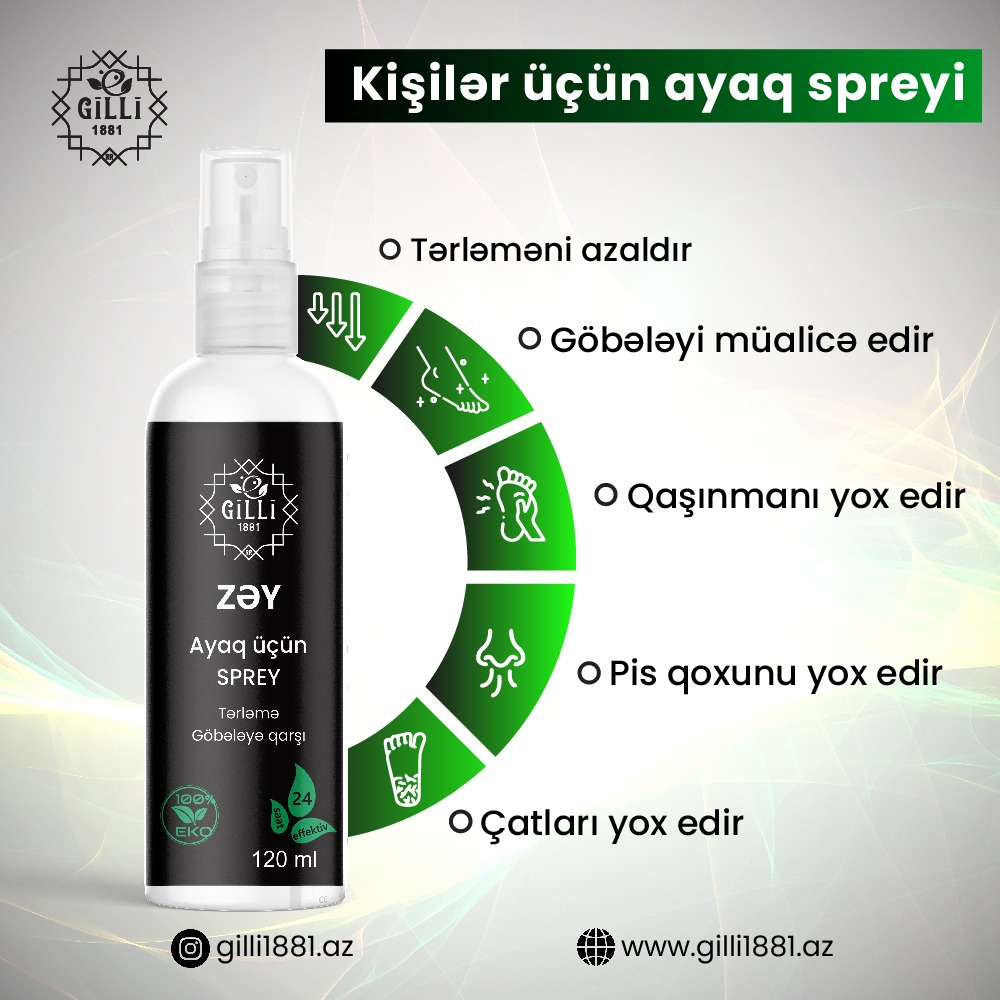 GiLLi
1881
Kişilər üçün ayaq spreyi
Tərləməni azaldır
Göbələyi müalicə edir
Qaşınmanı yox edir
Pis qoxunu yox edir
Çatları yox edir
GiLLi
1881
ZƏY
Ayaq üçün
SPREY
Tərləmə
Göbələyə qarşı
100%
EKO
24
saat
effektiv
120 ml
gilli1881.az
www.gilli1881.az